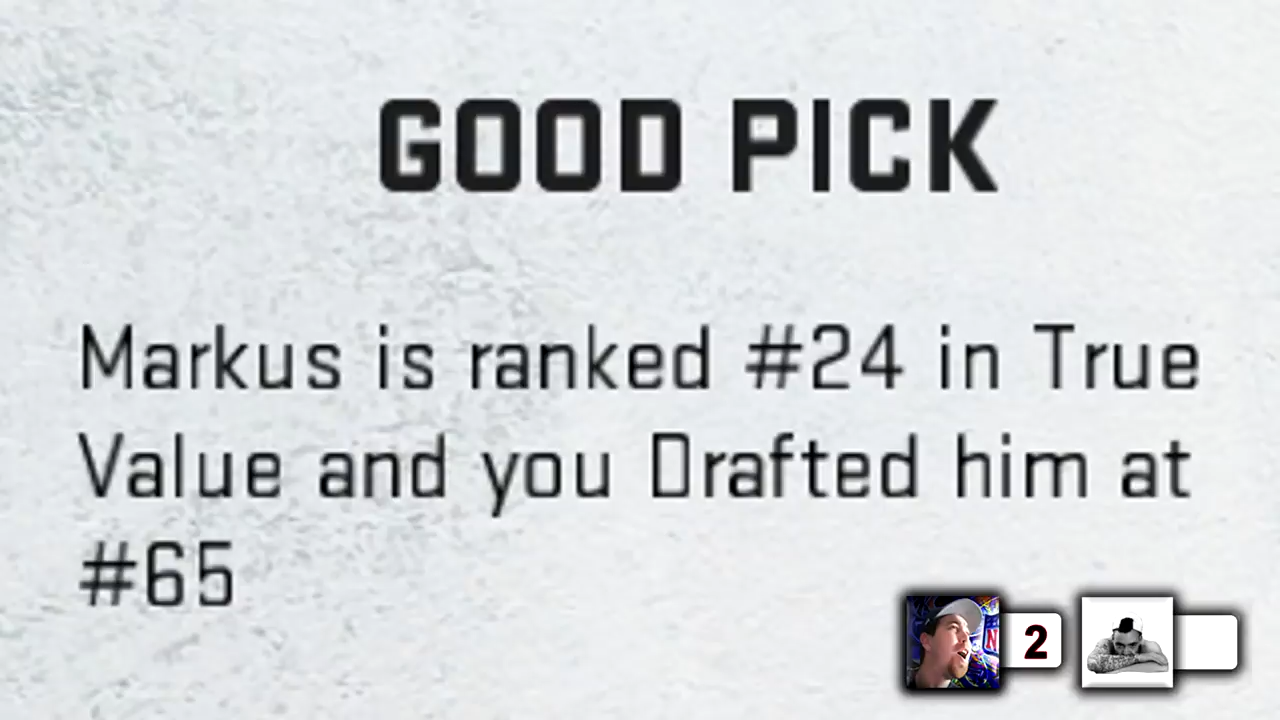 GOOD PICK
Markus is ranked #24 in True
Value and you Drafted him at
#65
2